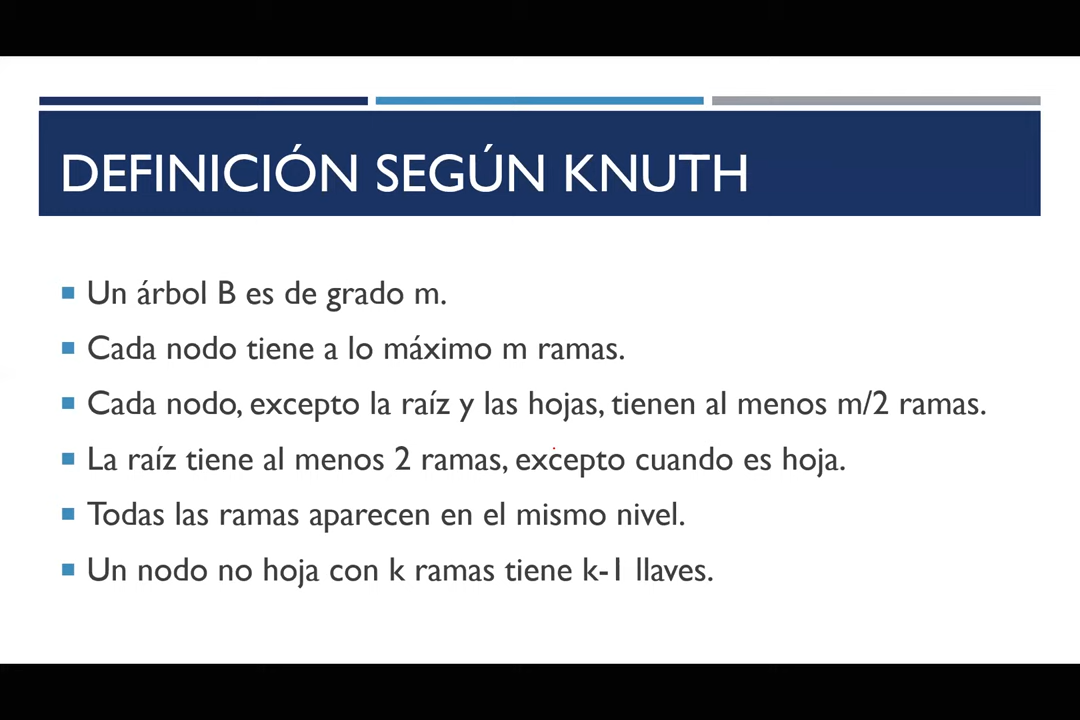 DEFINICIÓN SEGÚN KNUTH
Un árbol B es de grado m.
Cada nodo tiene a lo máximo m ramas.
Cada nodo, excepto la raíz y las hojas, tienen al menos m/2 ramas.
La raíz tiene al menos 2 ramas, excepto cuando es hoja.
Todas las ramas aparecen en el mismo nivel.
Un nodo no hoja con k ramas tiene k-1 llaves.